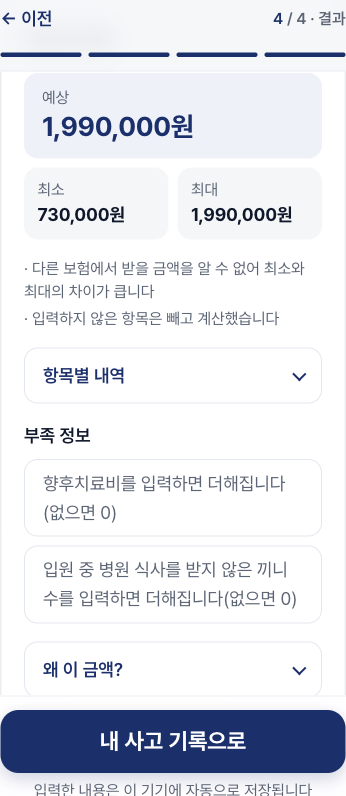 ← 이전
4 / 4 · 결과
예상
1,990,000원
최소
최대
730,000원
1,990,000원
· 다른 보험에서 받을 금액을 알 수 없어 최소와
최대의 차이가 큽니다
· 입력하지 않은 항목은 빼고 계산했습니다
항목별 내역
부족 정보
향후치료비를 입력하면 더해집니다
(없으면 0)
입원 중 병원 식사를 받지 않은 끼니
수를 입력하면 더해집니다(없으면 0)
왜 이 금액?
내 사고 기록으로
입력한 내용은 이 기기에 자동으로 저장됩니다